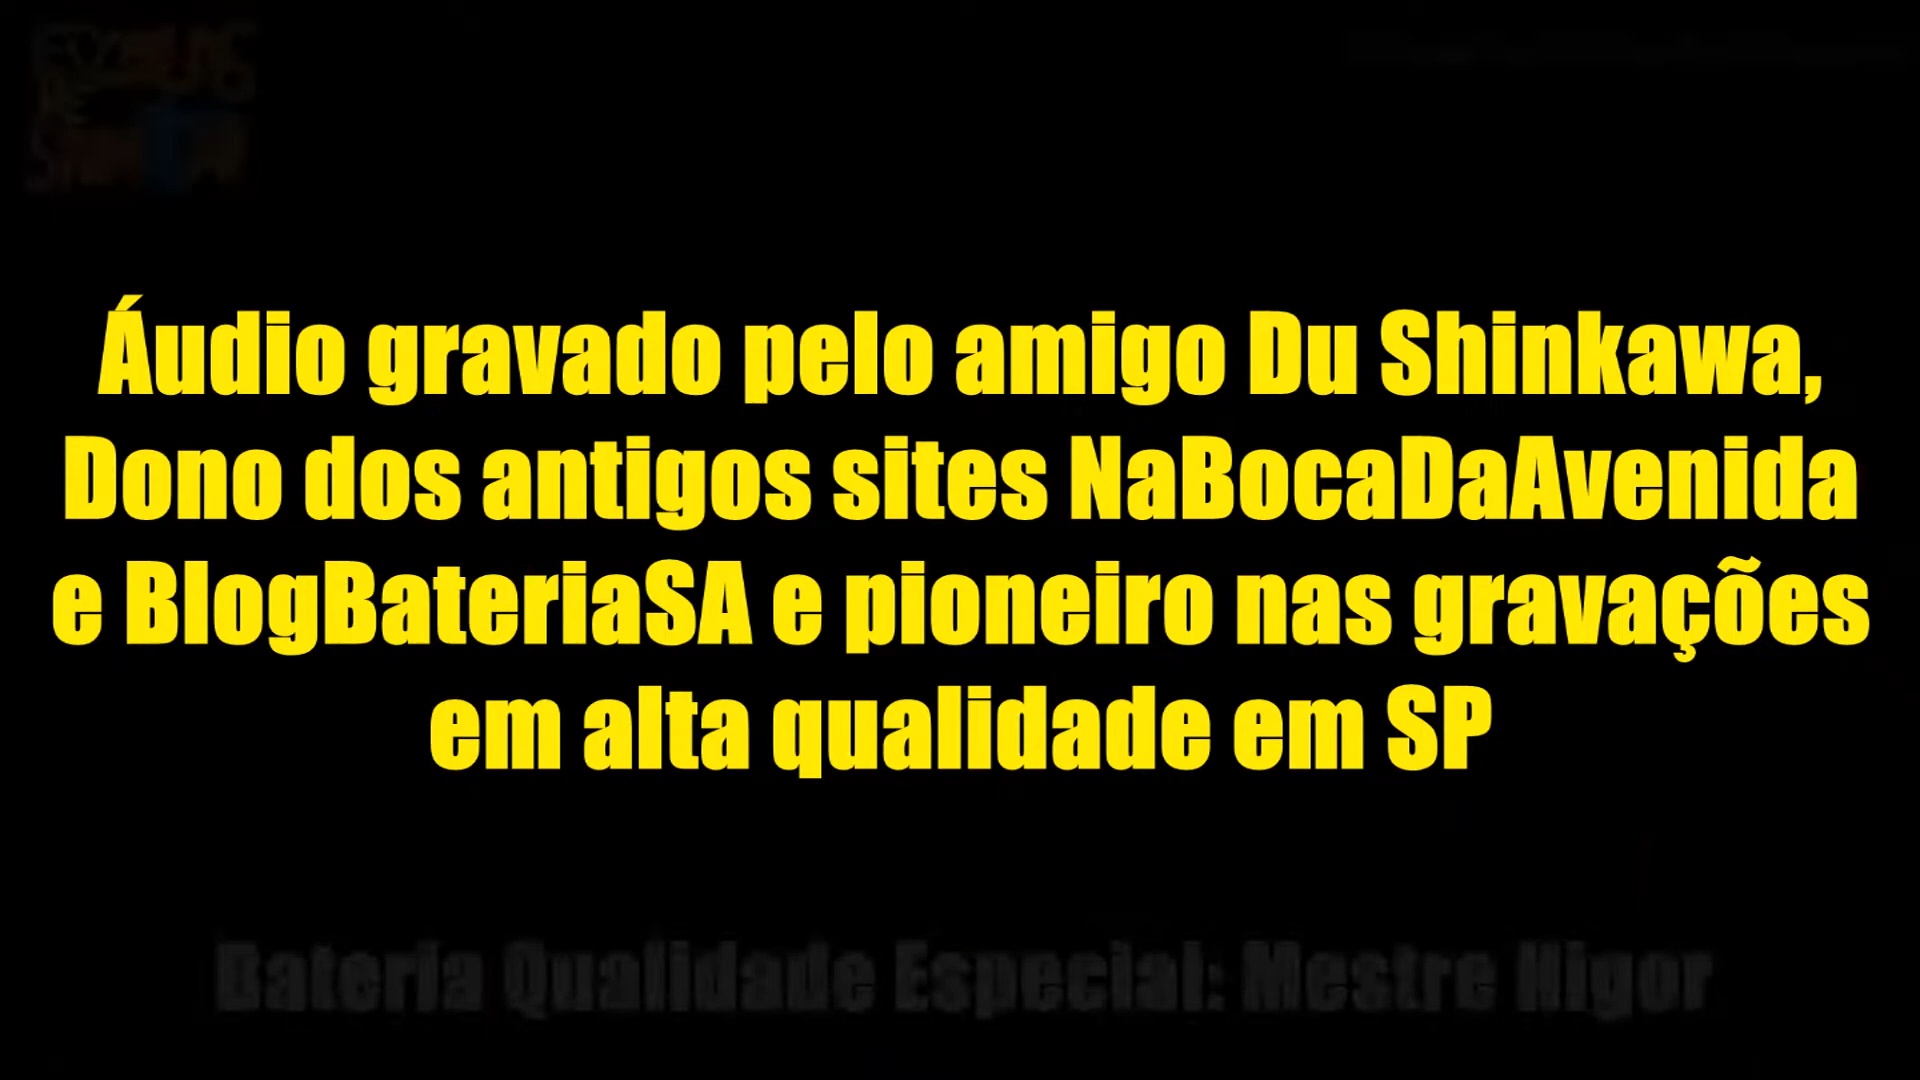 Áudio gravado pelo amigo Du Shinkawa,
Dono dos antigos sites NaBocaDaAvenida
e BlogBateriaSA e pioneiro nas gravações
em alta qualidade em SP
Bateria Qualidade Especial: Mestre Higor